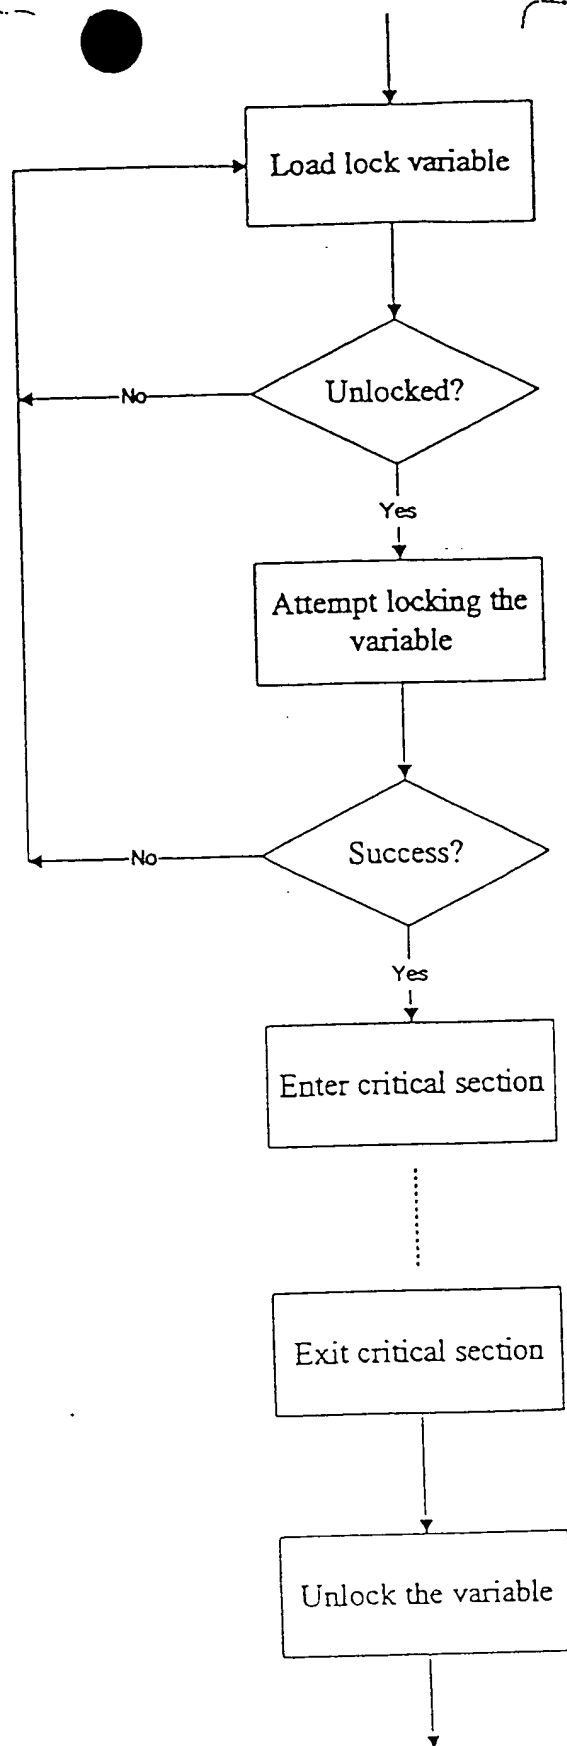 Load lock variable
Unlocked?
No
Yes
Attempt locking the
variable
Success?
No
Yes
Enter critical section
Exit critical section
Unlock the variable